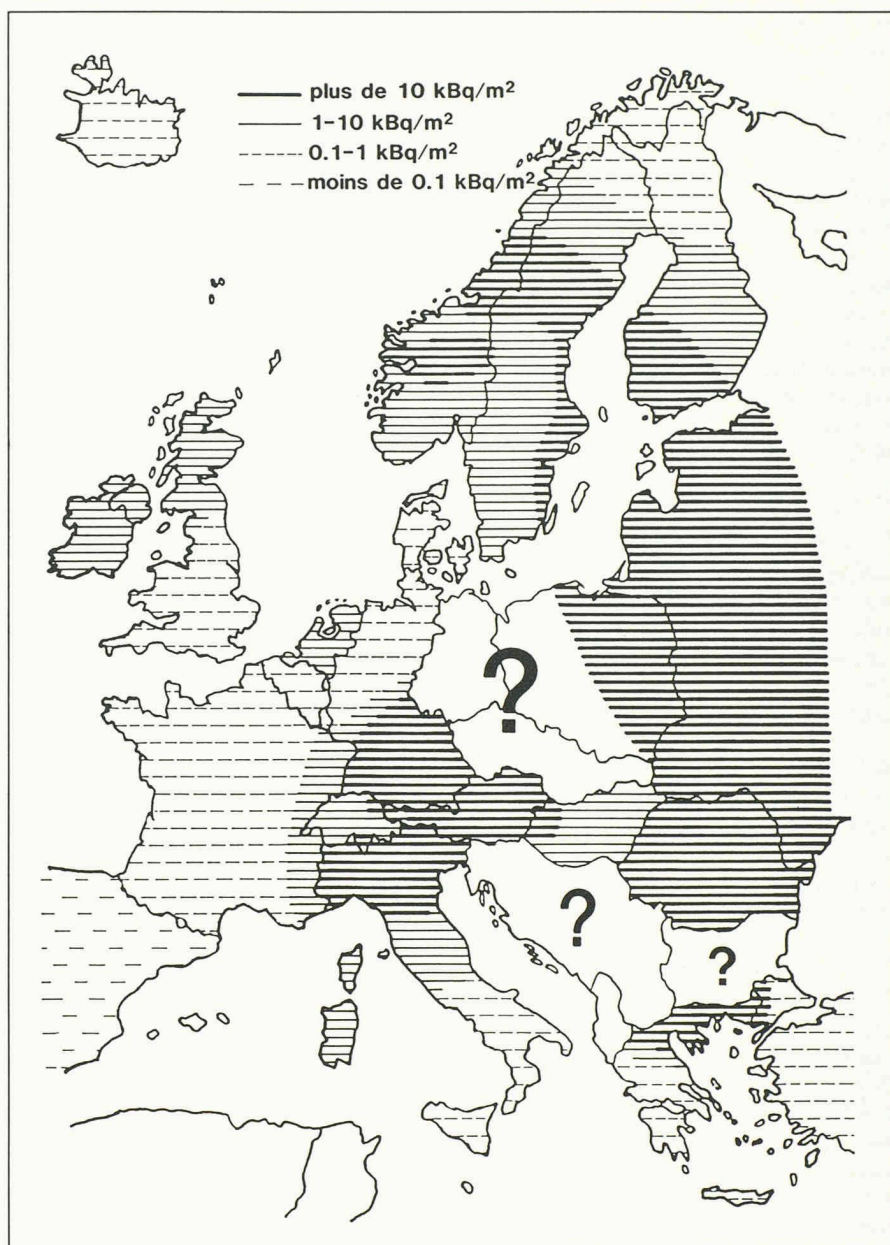 plus de 10 kBq/m²
1-10 kBq/m²
0.1-1 kBq/m²
moins de 0.1 kBq/m²
?
?
?